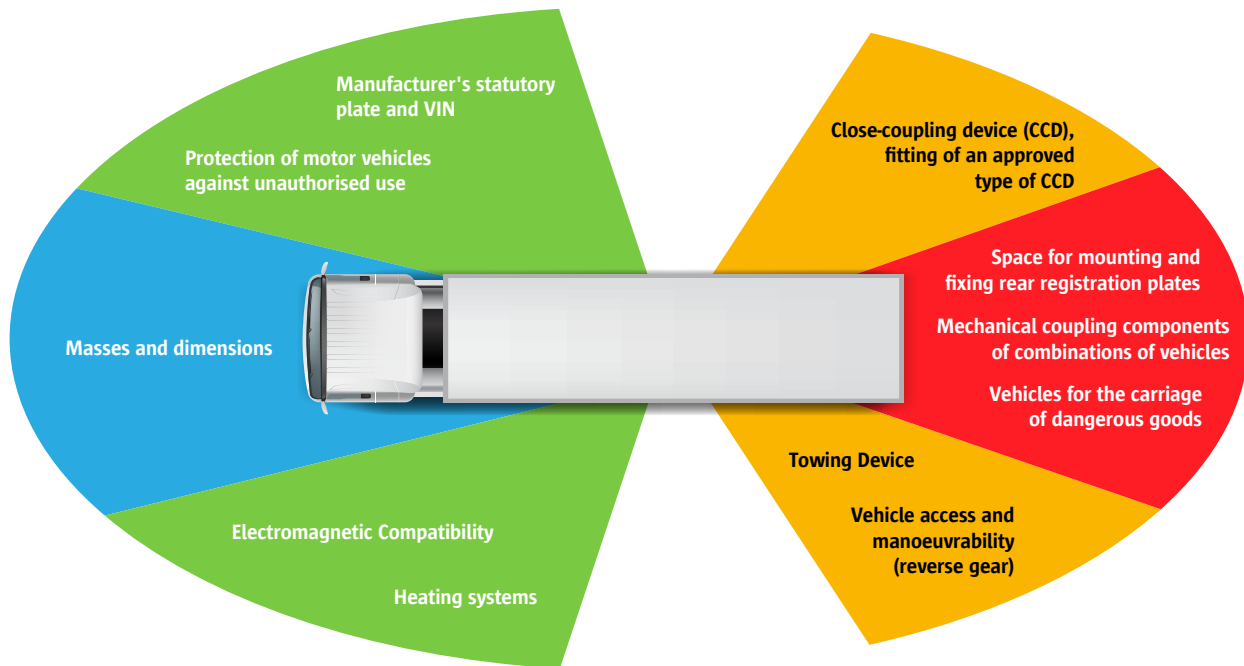 Manufacturer's statutory
plate and VIN
Protection of motor vehicles
against unauthorised use
Masses and dimensions
Electromagnetic Compatibility
Heating systems
Close-coupling device (CCD),
fitting of an approved
type of CCD
Space for mounting and
fixing rear registration plates
Mechanical coupling components
of combinations of vehicles
Vehicles for the carriage
of dangerous goods
Towing Device
Vehicle access and
manoeuvrability
(reverse gear)